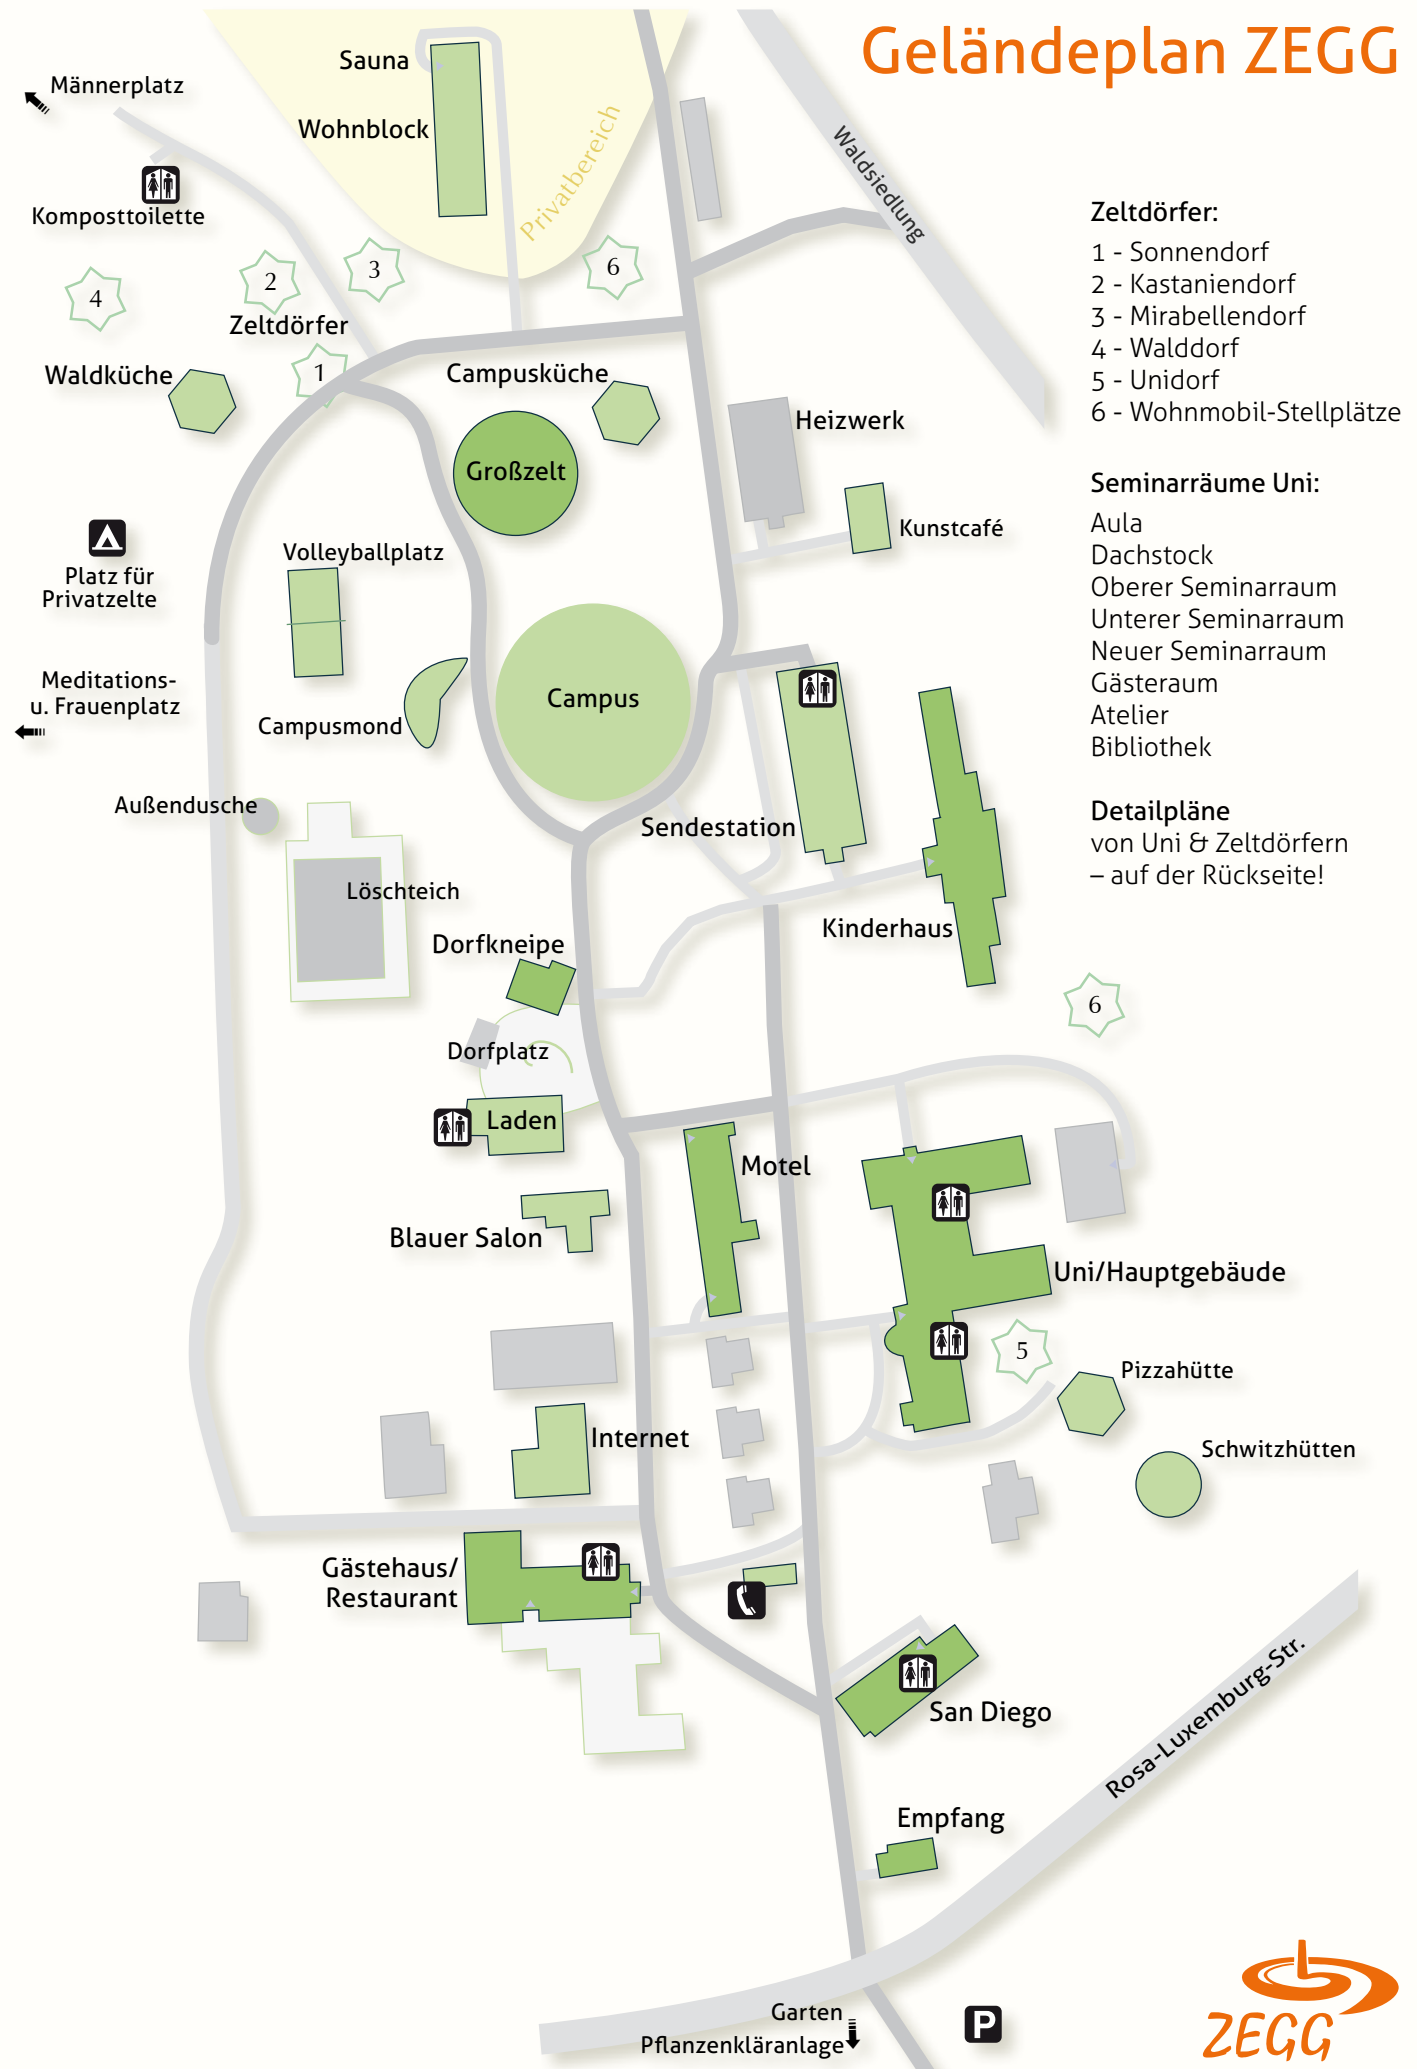 Geländeplan ZEGG
Sauna
Männerplatz
Wohnblock
Privatbereich
Waldsiedlung
Komposttoilette
Zeltdörfer:
1 - Sonnendorf
2 - Kastaniendorf
3 - Mirabellendorf
4 - Walddorf
5 - Unidorf
6 - Wohnmobil-Stellplätze
3
6
2
4
Zeltdörfer
1
Waldküche
Campusküche
Heizwerk
Großzelt
Seminarräume Uni:
Aula
Dachstock
Oberer Seminarraum
Unterer Seminarraum
Neuer Seminarraum
Gästeraum
Atelier
Bibliothek
Kunstcafé
Volleyballplatz
Platz für
Privatzelte
Meditations-
u. Frauenplatz
Campus
Campusmond
Außendusche
Sendestation
Detailpläne
von Uni & Zeltdörfern
– auf der Rückseite!
Löschteich
Kinderhaus
Dorfkneipe
6
Dorfplatz
Laden
Motel
Blauer Salon
Uni/Hauptgebäude
5
Pizzahütte
Internet
Schwitzhütten
Gästehaus/
Restaurant
San Diego
Rosa-Luxemburg-Str.
Empfang
Garten
Pflanzenkläranlage
P
ZEGG